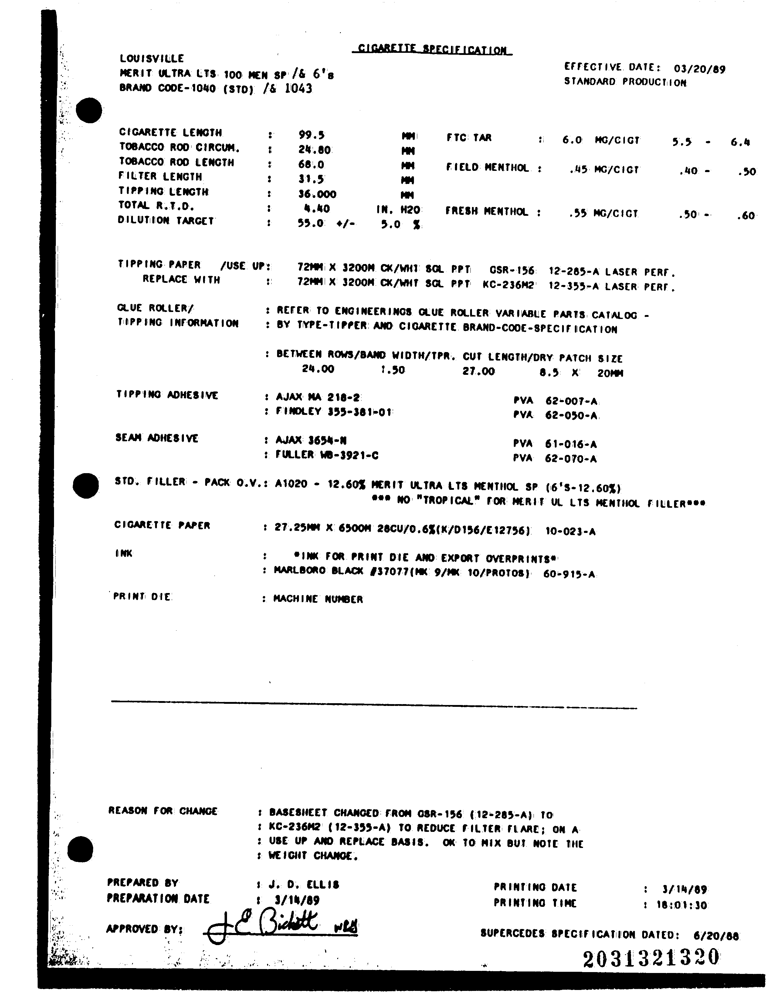 CIGARETTE SPECIFICATION
LOUISVILLE
MERIT ULTRA LTS 100 MEN SP /& 6's
BRAND CODE-1040 (STD) /& 1043
EFFECTIVE DATE: 03/20/89
STANDARD PRODUCTION
CIGARETTE LENGTH : 99.5 MM FTC TAR : 6.0 MG/CIGT 5.5 - 6.4
TOBACCO ROD CIRCUM. : 24.80 MM
TOBACCO ROD LENGTH : 68.0 MM FIELD MENTHOL : .45 MG/CIGT .40 - .50
FILTER LENGTH : 31.5 MM
TIPPING LENGTH : 36.000 MM
TOTAL R.T.D. : 4.40 IN. H2O FRESH MENTHOL : .55 MG/CIGT .50 - .60
DILUTION TARGET : 55.0 +/- 5.0 %
TIPPING PAPER /USE UP: 72MM X 3200M CK/WHT SGL PPT GSR-156 12-285-A LASER PERF.
REPLACE WITH : 72MM X 3200M CK/WHT SGL PPT KC-236M2 12-355-A LASER PERF.
GLUE ROLLER/ : REFER TO ENGINEERINGS GLUE ROLLER VARIABLE PARTS CATALOG -
TIPPING INFORMATION : BY TYPE-TIPPER AND CIGARETTE BRAND-CODE-SPECIFICATION
: BETWEEN ROWS/BAND WIDTH/TPR. CUT LENGTH/DRY PATCH SIZE
24.00 1.50 27.00 8.5 X 20MM
TIPPING ADHESIVE : AJAX MA 218-2 PVA 62-007-A
: FINDLEY 355-381-01 PVA 62-050-A
SEAM ADHESIVE : AJAX 3654-N PVA 61-016-A
: FULLER WB-3921-C PVA 62-070-A
STD. FILLER - PACK O.V.: A1020 - 12.60% MERIT ULTRA LTS MENTHOL SP (6'S-12.60%)
*** NO "TROPICAL" FOR MERIT UL LTS MENTHOL FILLER***
CIGARETTE PAPER : 27.25MM X 6500M 28CU/0.6%(K/D156/E12756) 10-023-A
INK : *INK FOR PRINT DIE AND EXPORT OVERPRINTS*
: MARLBORO BLACK #37077(MK 9/MK 10/PROTOS) 60-915-A
PRINT DIE : MACHINE NUMBER
REASON FOR CHANGE : BASESHEET CHANGED FROM GSR-156 (12-285-A) TO
: KC-236M2 (12-355-A) TO REDUCE FILTER FLARE; ON A
: USE UP AND REPLACE BASIS. OK TO MIX BUT NOTE THE
: WEIGHT CHANGE.
PREPARED BY : J. D. ELLIS PRINTING DATE : 3/14/89
PREPARATION DATE : 3/14/89 PRINTING TIME : 18:01:30
APPROVED BY: J E Bickett
SUPERCEDES SPECIFICATION DATED: 6/20/88
2031321320